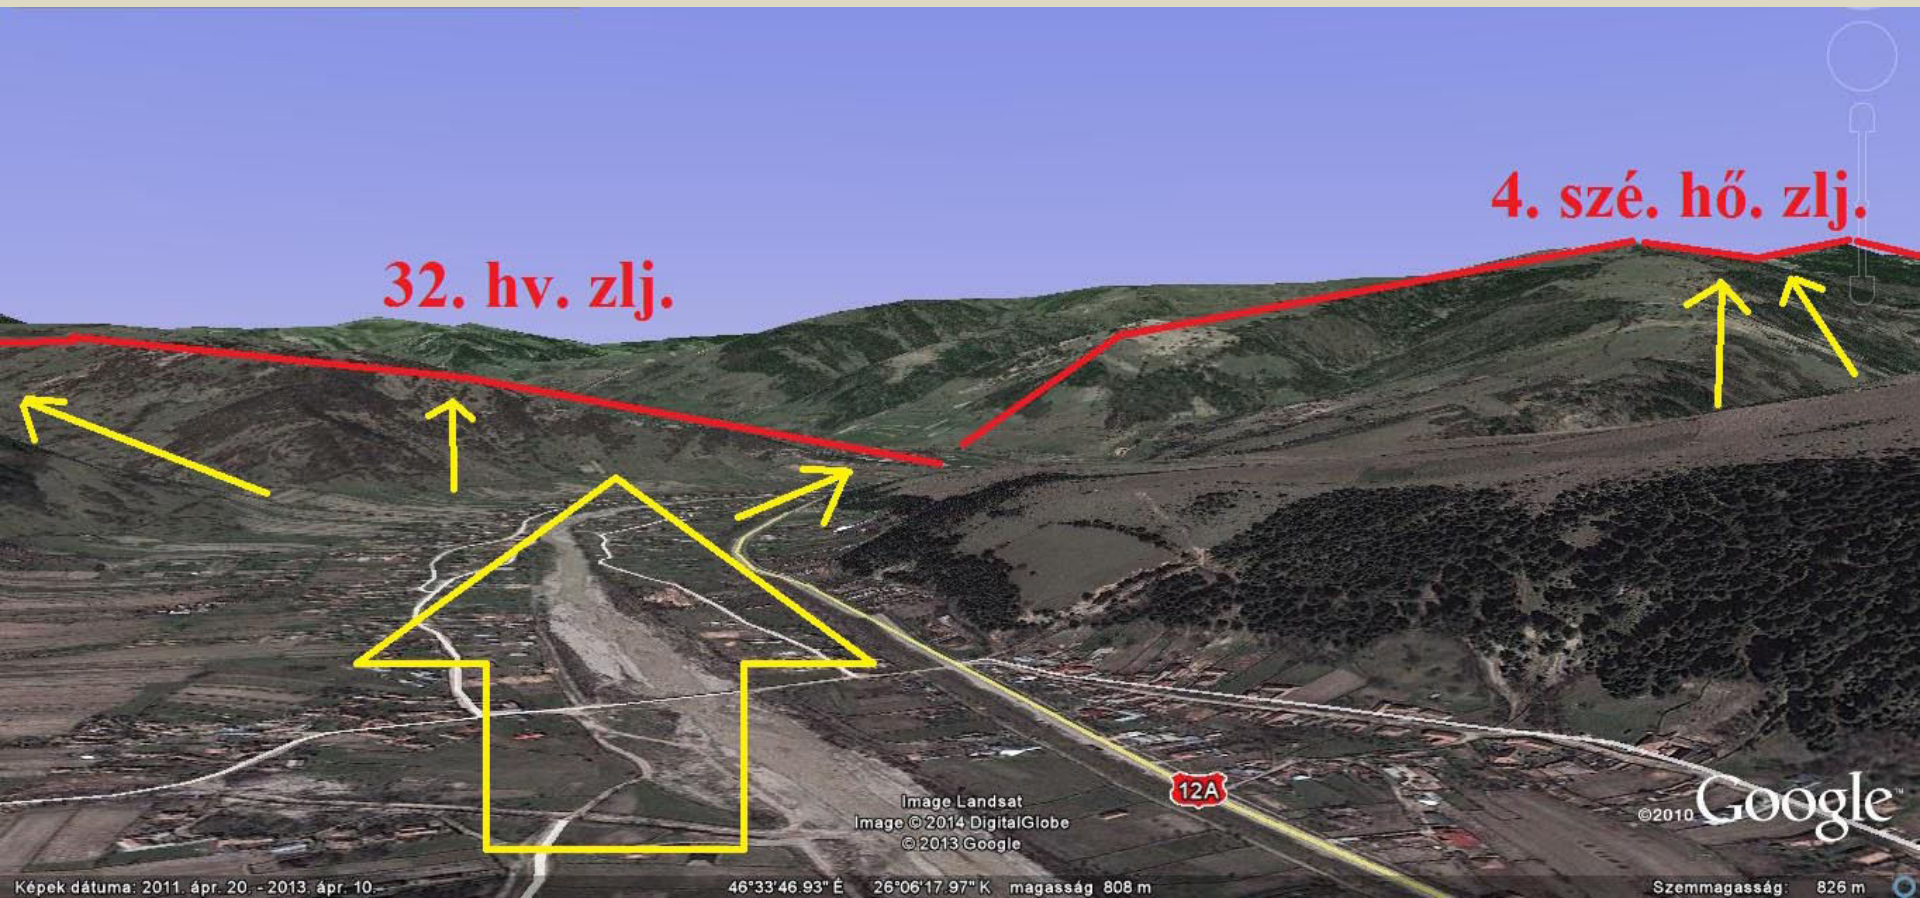 4. szé. hő. zlj.
32. hv. zlj.
12A
Image Landsat
Image © 2014 DigitalGlobe
© 2013 Google
©2010 Google™
Képek dátuma: 2011. ápr. 20. - 2013. ápr. 10. 46°33'46.93" É 26°06'17.97" K magasság 808 m Szemmagasság: 826 m